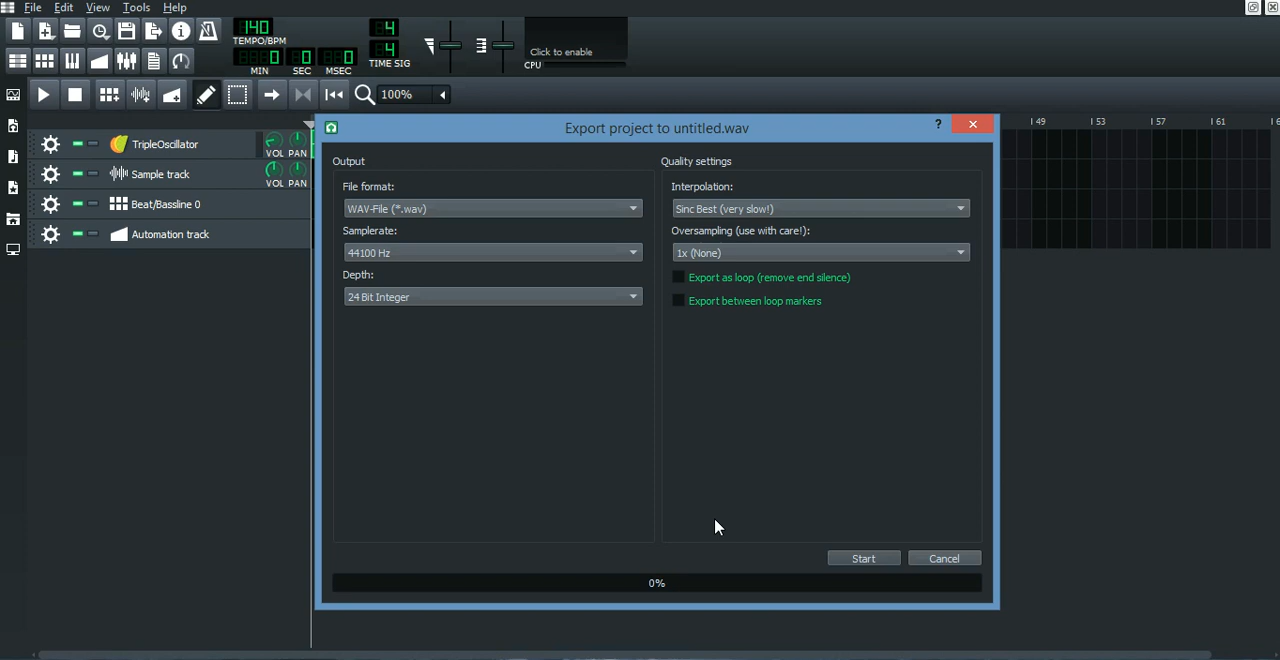 File Edit View Tools Help
140
TEMPO/BPM
4
4
TIME SIG
0 0 0
MIN SEC MSEC
Click to enable
CPU
100%
Export project to untitled.wav
?
49 53 57 61 6
TripleOscillator
VOL PAN
Sample track
VOL PAN
Beat/Bassline 0
Automation track
Output
File format:
WAV-File (*.wav)
Samplerate:
44100 Hz
Depth:
24 Bit Integer
Quality settings
Interpolation:
Sinc Best (very slow!)
Oversampling (use with care!):
1x (None)
Export as loop (remove end silence)
Export between loop markers
Start Cancel
0%